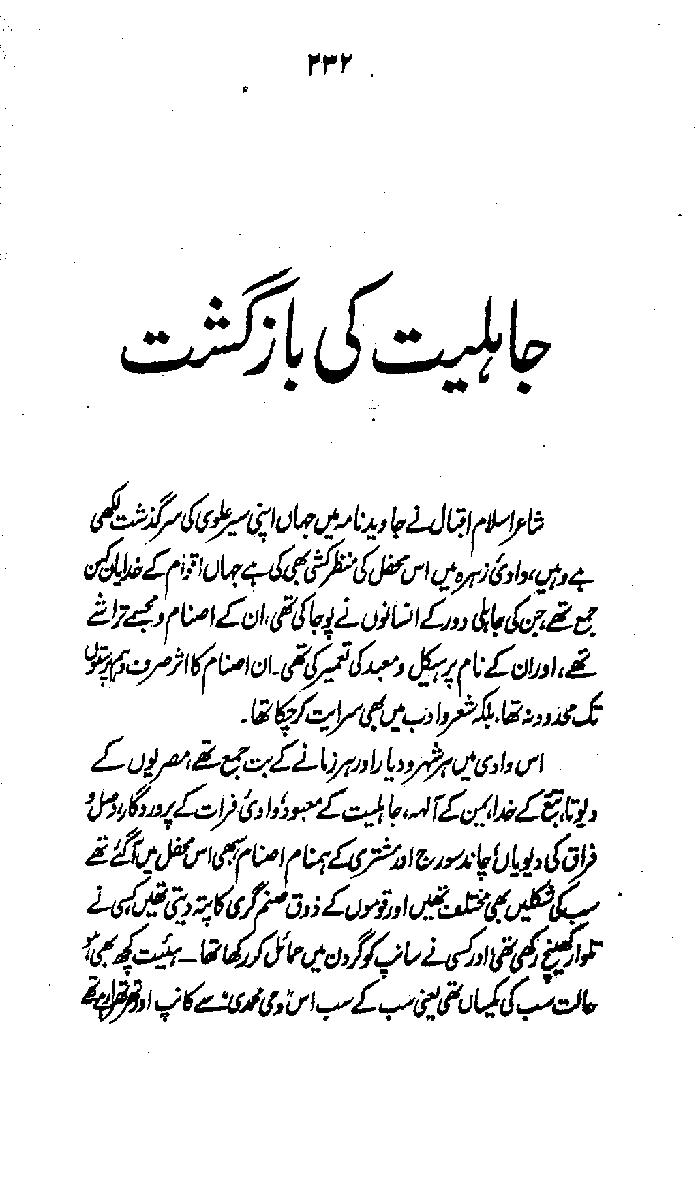 ۲۳۲
جاہلیت کی بازگشت
شاعر اسلام اقبال نے جاوید نامہ میں جہاں اپنی سیر علوی کی سرگذشت لکھی
ہے وہیں، وادیٔ زہرہ میں اس محفل کی منظر کشی بھی کی ہے جہاں اقوام کے خدایان کہن
جمع تھے، جن کی جاہلی دور کے انسانوں نے پوجا کی تھی، ان کے اصنام و مجسمے تراشے
تھے، اور ان کے نام پر ہیکل و معبد کی تعمیر کی تھی۔ ان اصنام کا اثر صرف وہم پرستوں
تک محدود نہ تھا، بلکہ شعر و ادب میں بھی سرایت کر چکا تھا۔
اس وادی میں ہر شہر و دیار اور ہر زمانے کے بت جمع تھے، مصریوں کے
دیوتا، تبع کے خدا، یمن کے آلہہ، جاہلیت کے معبود، وادیٔ فرات کے پروردگار، وصل و
فراق کی دیویاں، چاند سورج اور مشتری کے ہمنام اصنام سبھی اس محفل میں آگئے تھے
سب کی شکلیں بھی مختلف تھیں اور قوموں کے ذوق صنم گری کا پتہ دیتی تھیں، کسی نے
تلوار کھینچ رکھی تھی اور کسی نے سانپ کو گردن میں حمائل کر رکھا تھا۔ ہیئت کچھ بھی ہو
حالت سب کی یکساں تھی یعنی سب کے سب اس "وحی محمدی" سے کانپ اور تھرتھرا رہے تھے